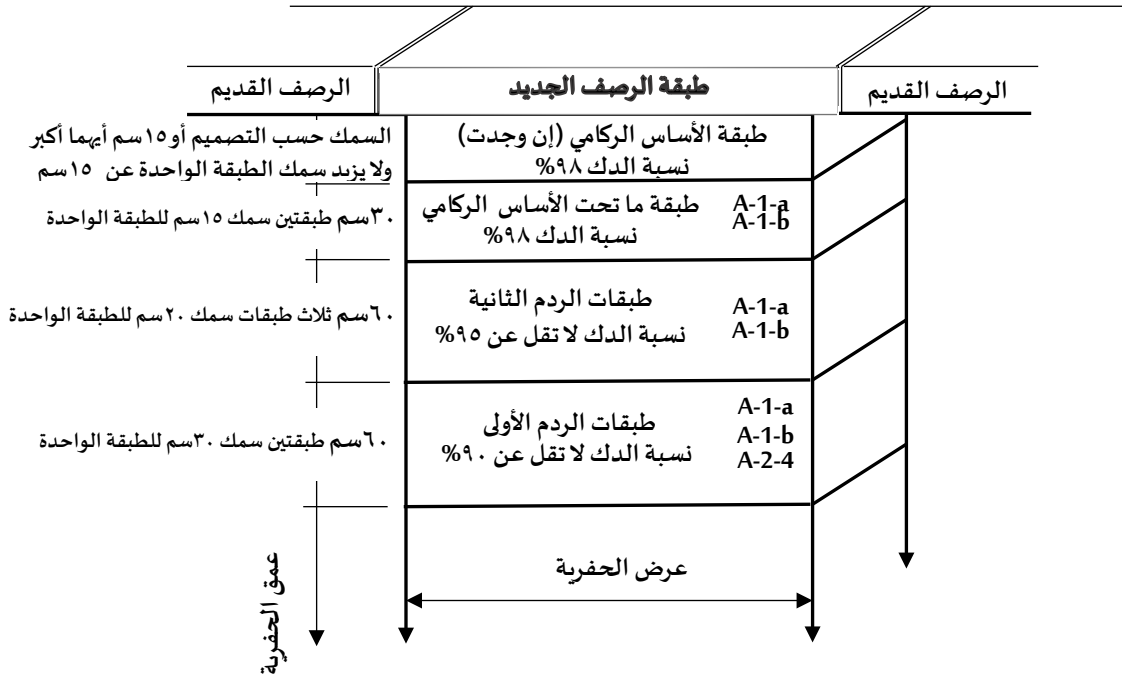 الرصف القديم
طبقة الرصف الجديد
الرصف القديم
طبقة الأساس الركامي (إن وجدت)
نسبة الدك ٩٨%
السمك حسب التصميم أو ١٥سم أيهما أكبر
ولا يزيد سمك الطبقة الواحدة عن ١٥سم
A-1-a
A-1-b
طبقة ما تحت الأساس الركامي
نسبة الدك ٩٨%
٣٠سم طبقتين سمك ١٥سم للطبقة الواحدة
A-1-a
A-1-b
طبقات الردم الثانية
نسبة الدك لا تقل عن ٩٥%
٦٠سم ثلاث طبقات سمك ٢٠سم للطبقة الواحدة
A-1-a
A-1-b
A-2-4
طبقات الردم الأولى
نسبة الدك لا تقل عن ٩٠%
٦٠سم طبقتين سمك ٣٠سم للطبقة الواحدة
عرض الحفرية
عمق الحفرية